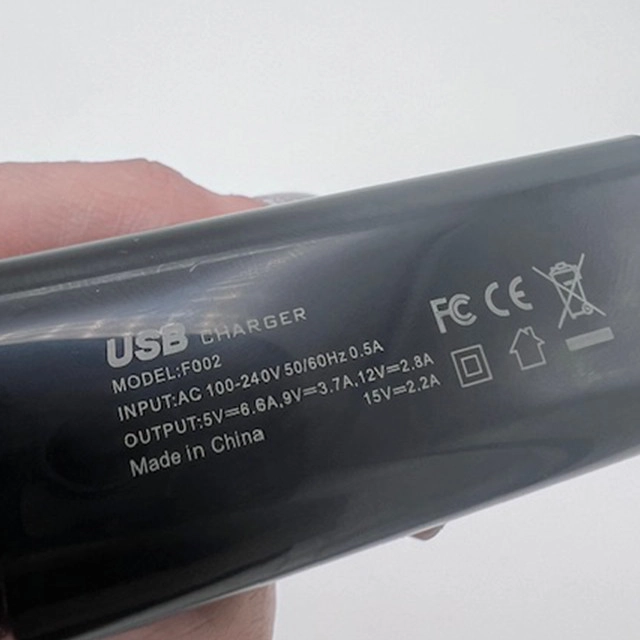 USB CHARGER
MODEL:F002
INPUT:AC 100-240V 50/60Hz 0.5A
OUTPUT:5V⎓6.6A,9V⎓3.7A,12V⎓2.8A
15V⎓2.2A
Made in China
FC CE